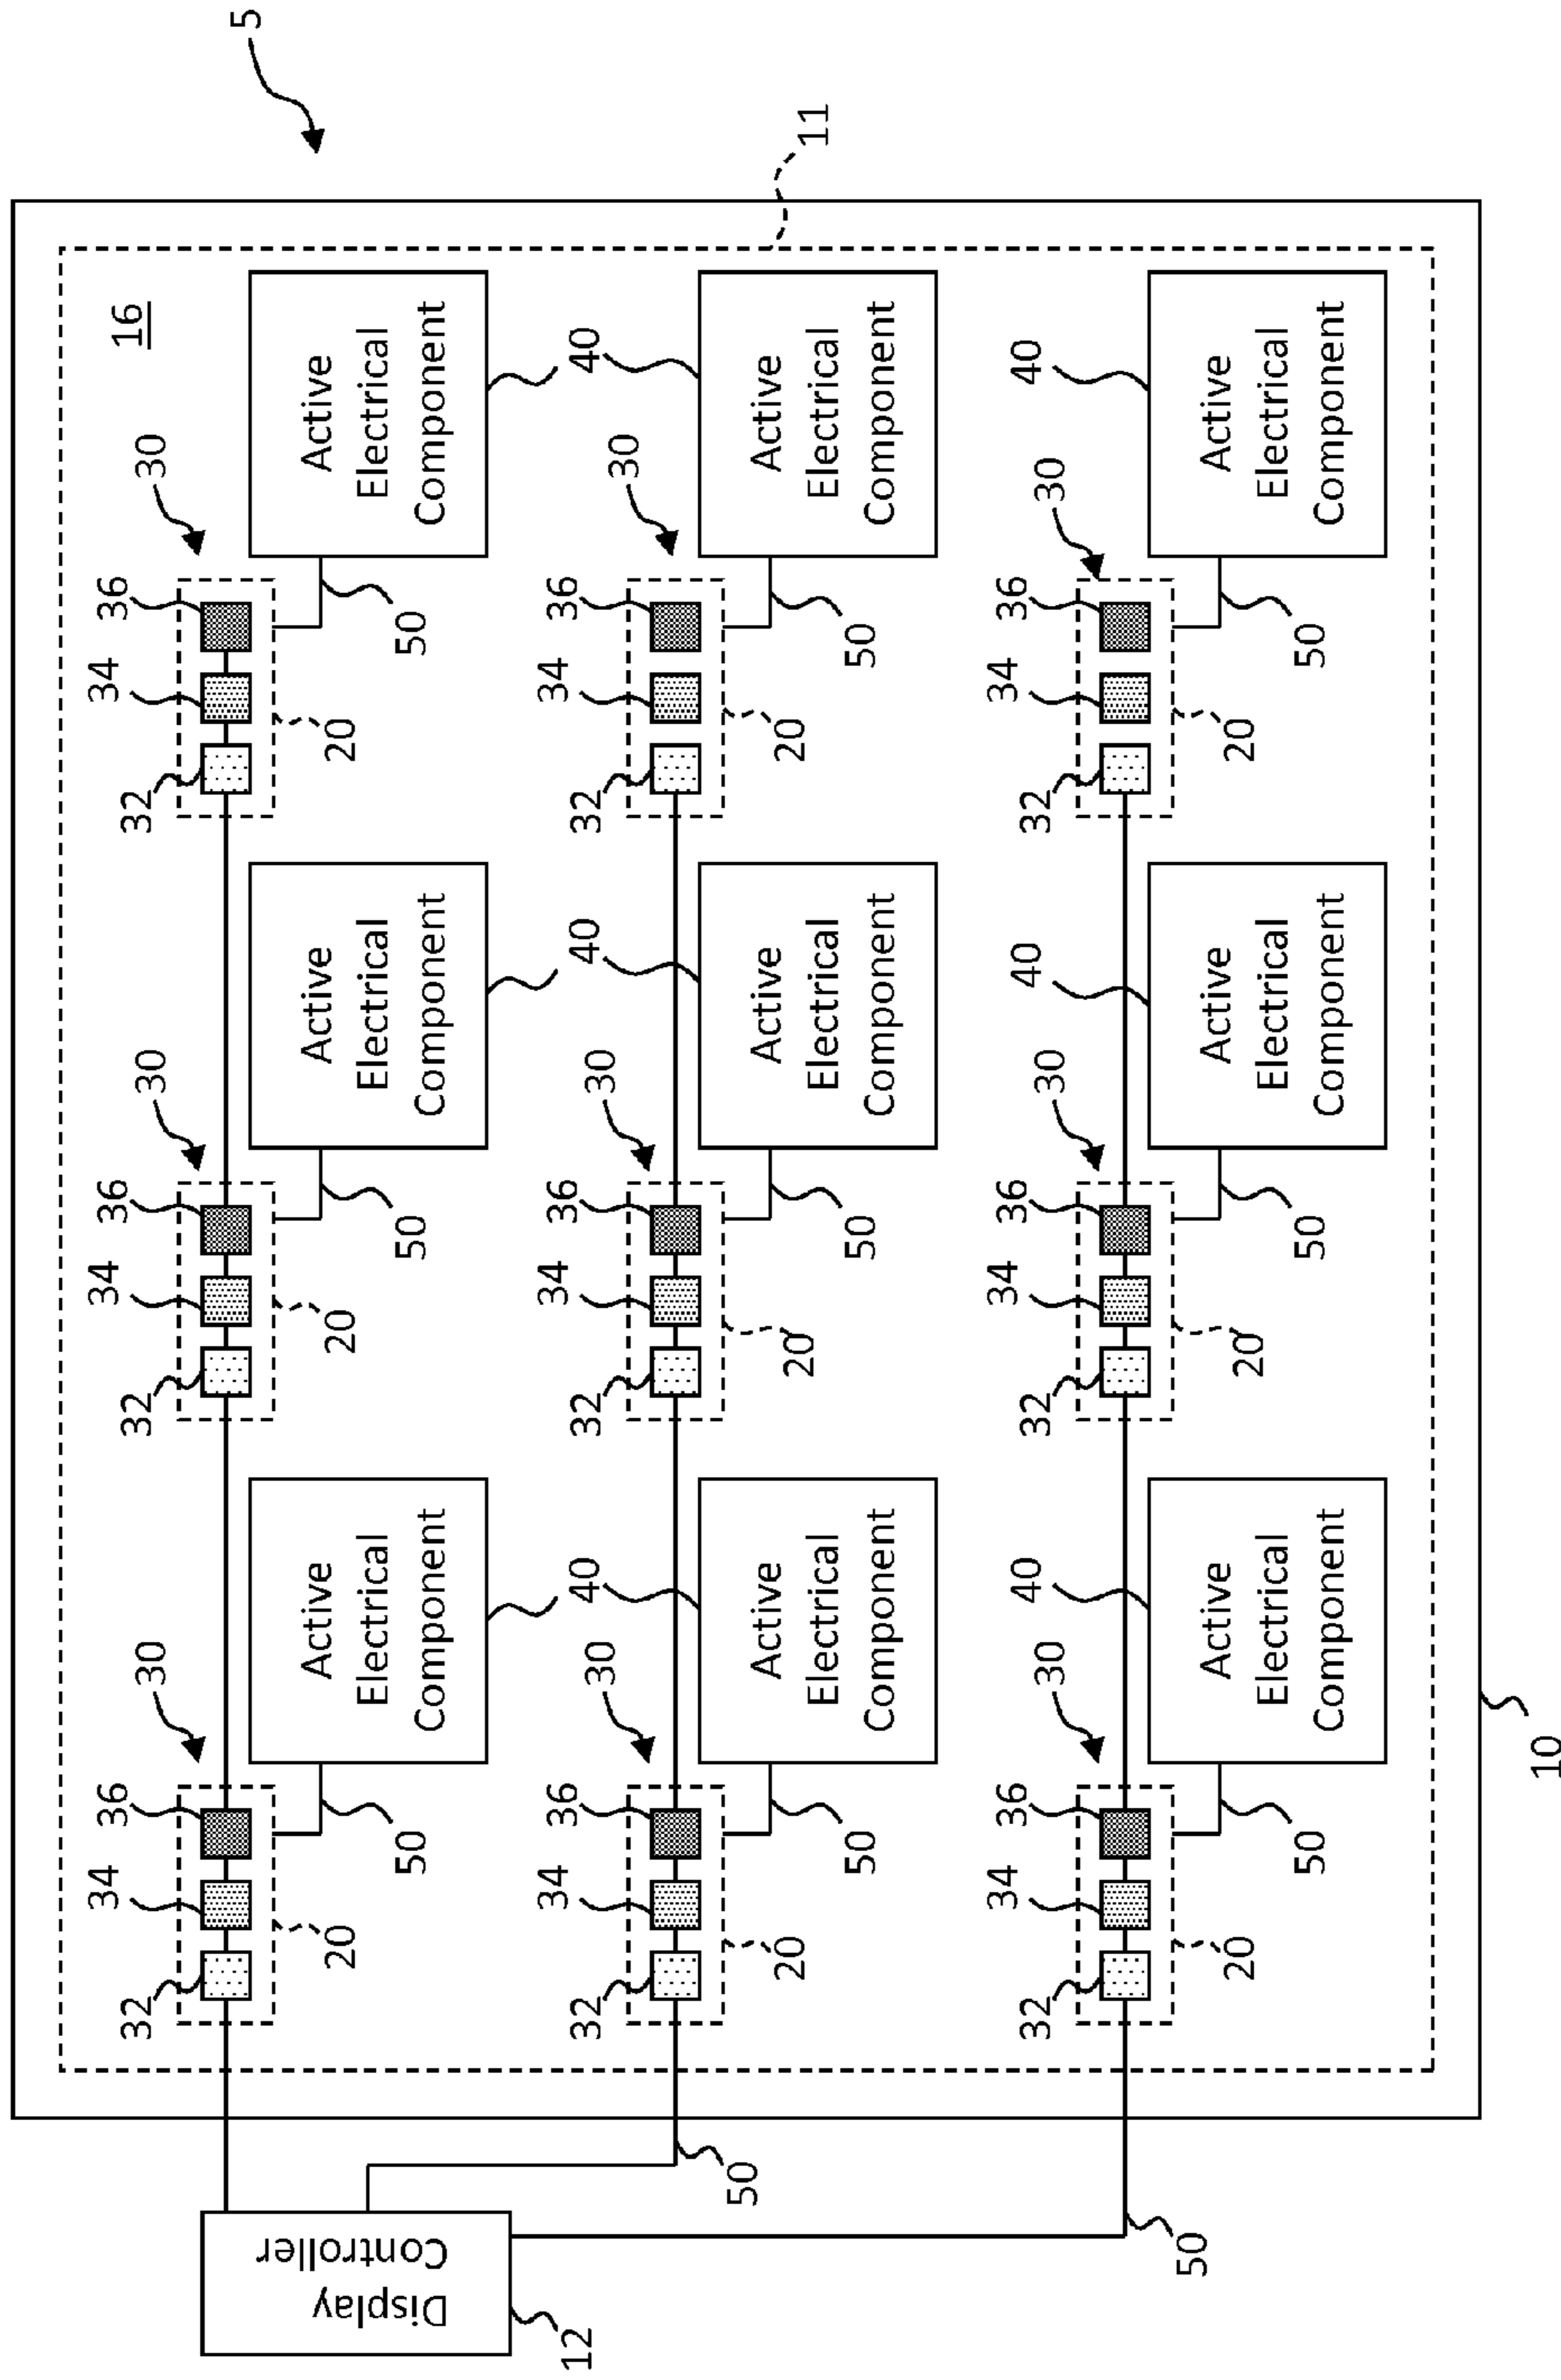 32 34 36 30 32 34 36 30 32 34 36 30 16
5
Display
Controller
12
20 50 20 50 20 50
Active
Electrical
Component
Active
Electrical
Component
Active
Electrical
Component
40 40 40
32 34 36 30 32 34 36 30 32 34 36 30
11
50
20 50 20 50 20 50
Active
Electrical
Component
Active
Electrical
Component
Active
Electrical
Component
40 40 40
32 34 36 30 32 34 36 30 32 34 36 30
50
20 50 20 50 20 50
Active
Electrical
Component
Active
Electrical
Component
Active
Electrical
Component
10